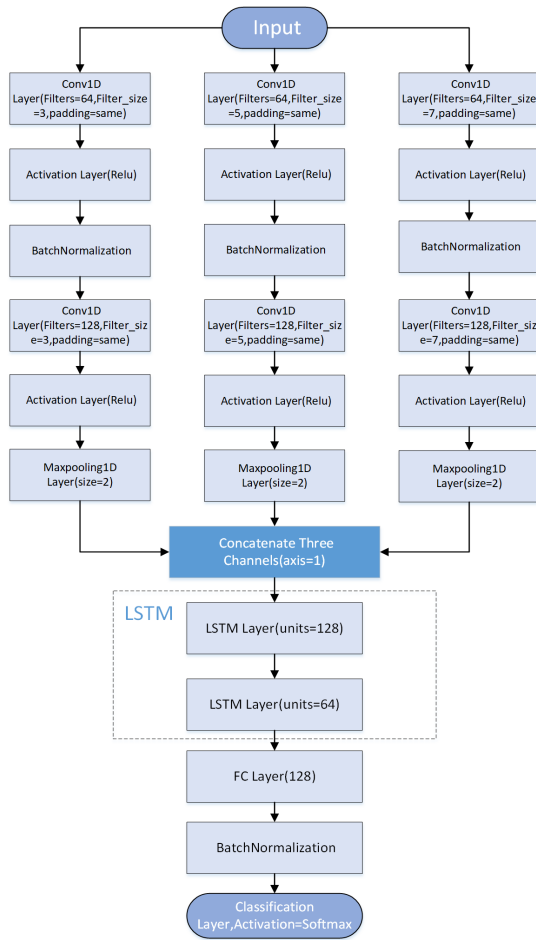 Input
Conv1D
Layer(Filters=64,Filter_size
=3,padding=same)
Conv1D
Layer(Filters=64,Filter_size
=5,padding=same)
Conv1D
Layer(Filters=64,Filter_size
=7,padding=same)
Activation Layer(Relu)
Activation Layer(Relu)
Activation Layer(Relu)
BatchNormalization
BatchNormalization
BatchNormalization
Conv1D
Layer(Filters=128,Filter_siz
e=3,padding=same)
Conv1D
Layer(Filters=128,Filter_siz
e=5,padding=same)
Conv1D
Layer(Filters=128,Filter_siz
e=7,padding=same)
Activation Layer(Relu)
Activation Layer(Relu)
Activation Layer(Relu)
Maxpooling1D
Layer(size=2)
Maxpooling1D
Layer(size=2)
Maxpooling1D
Layer(size=2)
Concatenate Three
Channels(axis=1)
LSTM
LSTM Layer(units=128)
LSTM Layer(units=64)
FC Layer(128)
BatchNormalization
Classification
Layer,Activation=Softmax